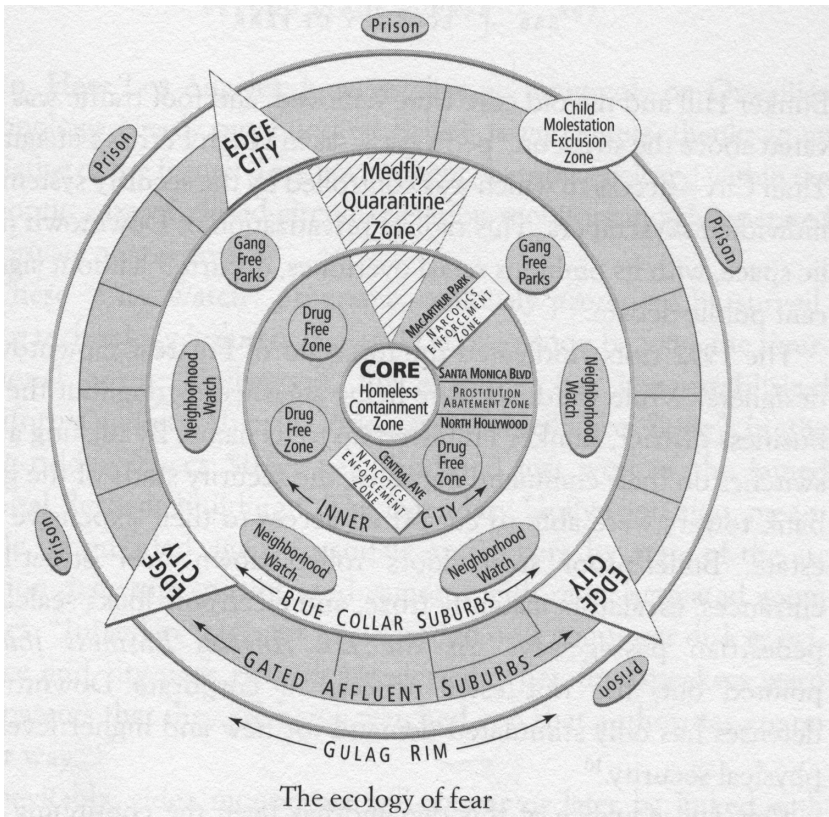 Prison
Prison
EDGE
CITY
Child
Molestation
Exclusion
Zone
Medfly
Quarantine
Zone
Prison
Gang
Free
Parks
Gang
Free
Parks
MACARTHUR PARK
NARCOTICS
ENFORCEMENT
ZONE
Drug
Free
Zone
Neighborhood
Watch
CORE
Homeless
Containment
Zone
SANTA MONICA BLVD
PROSTITUTION
ABATEMENT ZONE
NORTH HOLLYWOOD
Neighborhood
Watch
Drug
Free
Zone
CENTRAL AVE
NARCOTICS
ENFORCEMENT
ZONE
Drug
Free
Zone
INNER CITY
Prison
EDGE
CITY
Neighborhood
Watch
Neighborhood
Watch
EDGE
CITY
BLUE COLLAR SUBURBS
GATED AFFLUENT SUBURBS
Prison
GULAG RIM
The ecology of fear